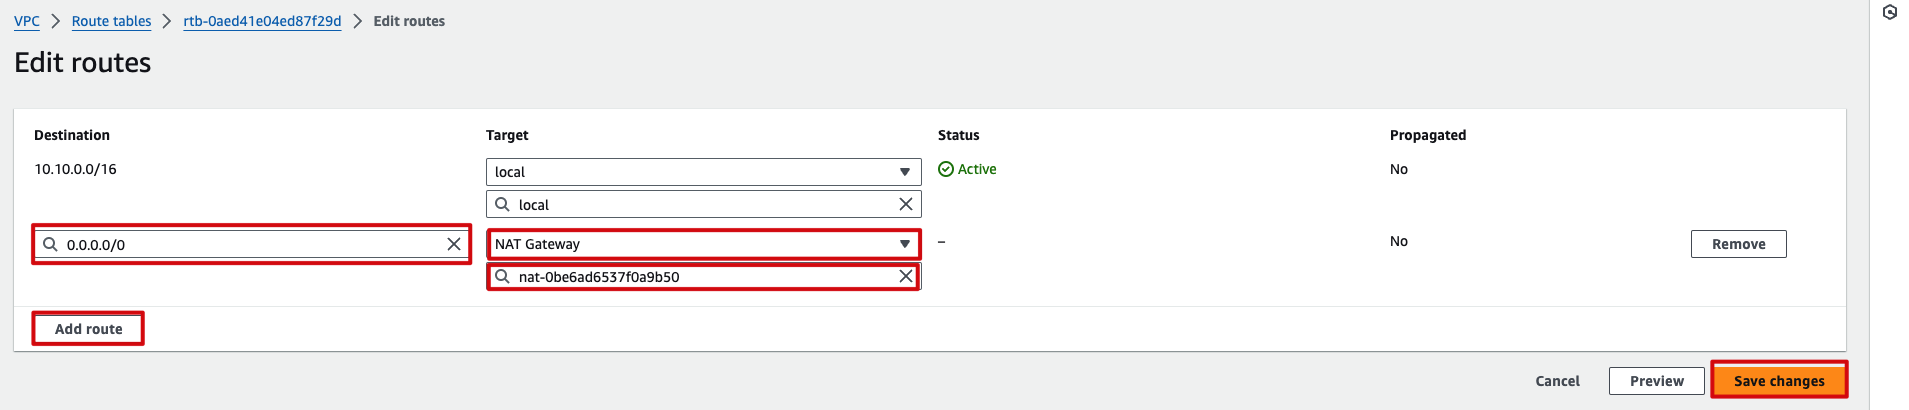 VPC > Route tables > rtb-0aed41e04ed87f29d > Edit routes
Edit routes
Destination Target Status Propagated
10.10.0.0/16 local Active No
local
0.0.0.0/0 NAT Gateway – No Remove
nat-0be6ad6537f0a9b50
Add route
Cancel Preview Save changes